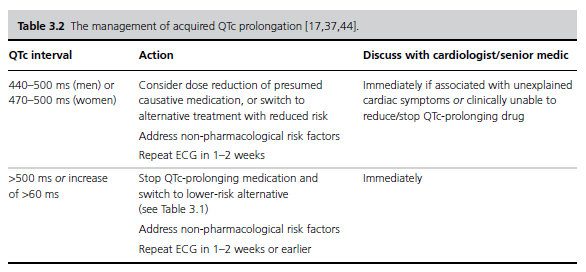 Table 3.2 The management of acquired QTc prolongation [17,37,44].
QTc interval Action Discuss with cardiologist/senior medic
440–500 ms (men) or Consider dose reduction of presumed Immediately if associated with unexplained
470–500 ms (women) causative medication, or switch to cardiac symptoms or clinically unable to
alternative treatment with reduced risk reduce/stop QTc-prolonging drug
Address non-pharmacological risk factors
Repeat ECG in 1–2 weeks
>500 ms or increase Stop QTc-prolonging medication and Immediately
of >60 ms switch to lower-risk alternative
(see Table 3.1)
Address non-pharmacological risk factors
Repeat ECG in 1–2 weeks or earlier